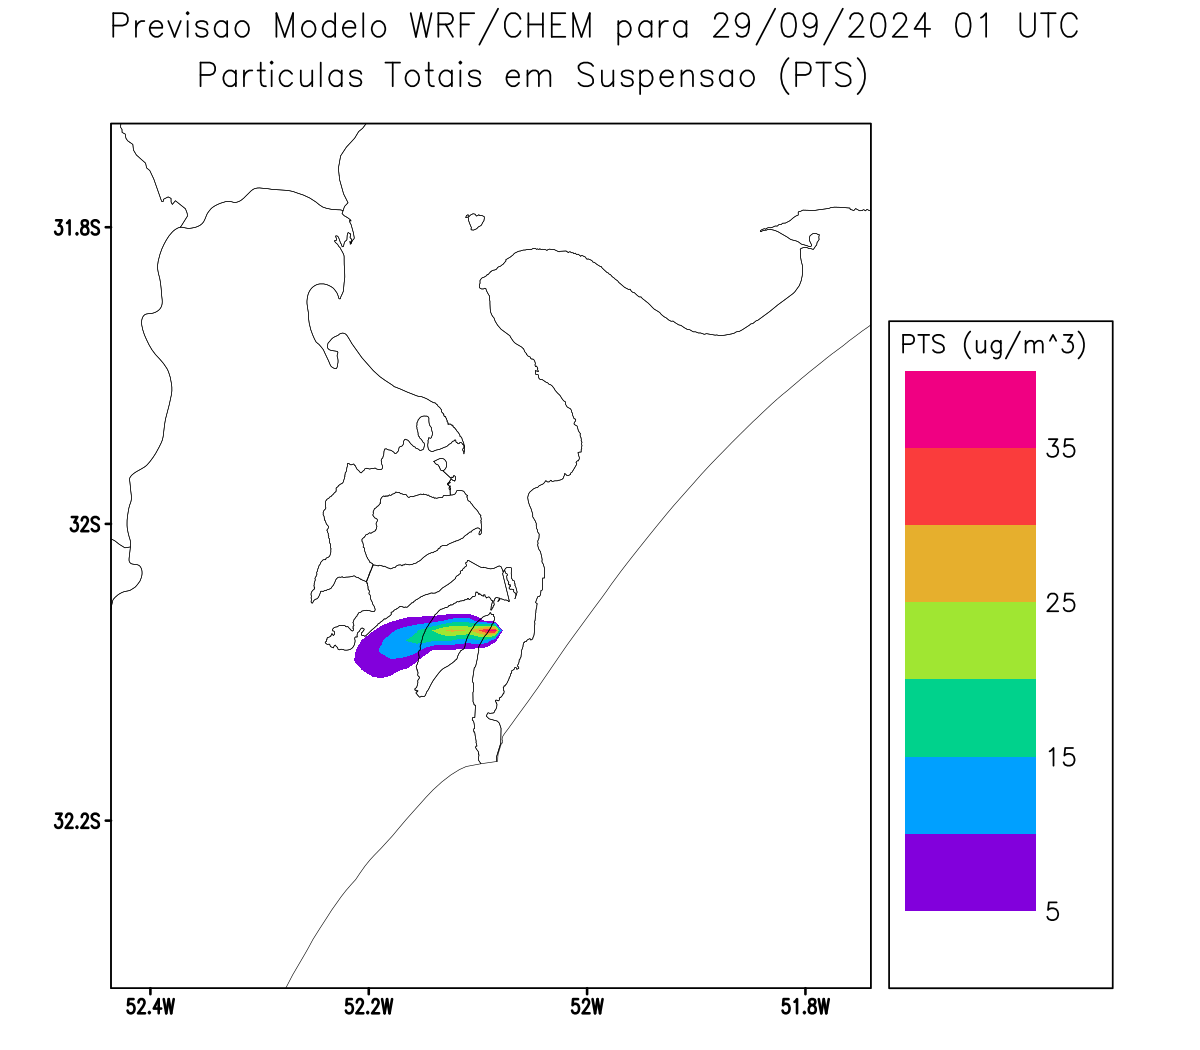 Previsao Modelo WRF/CHEM para 29/09/2024 01 UTC
Particulas Totais em Suspensao (PTS)
31.8S
32S
32.2S
52.4W
52.2W
52W
51.8W
PTS (ug/m^3)
35
25
15
5